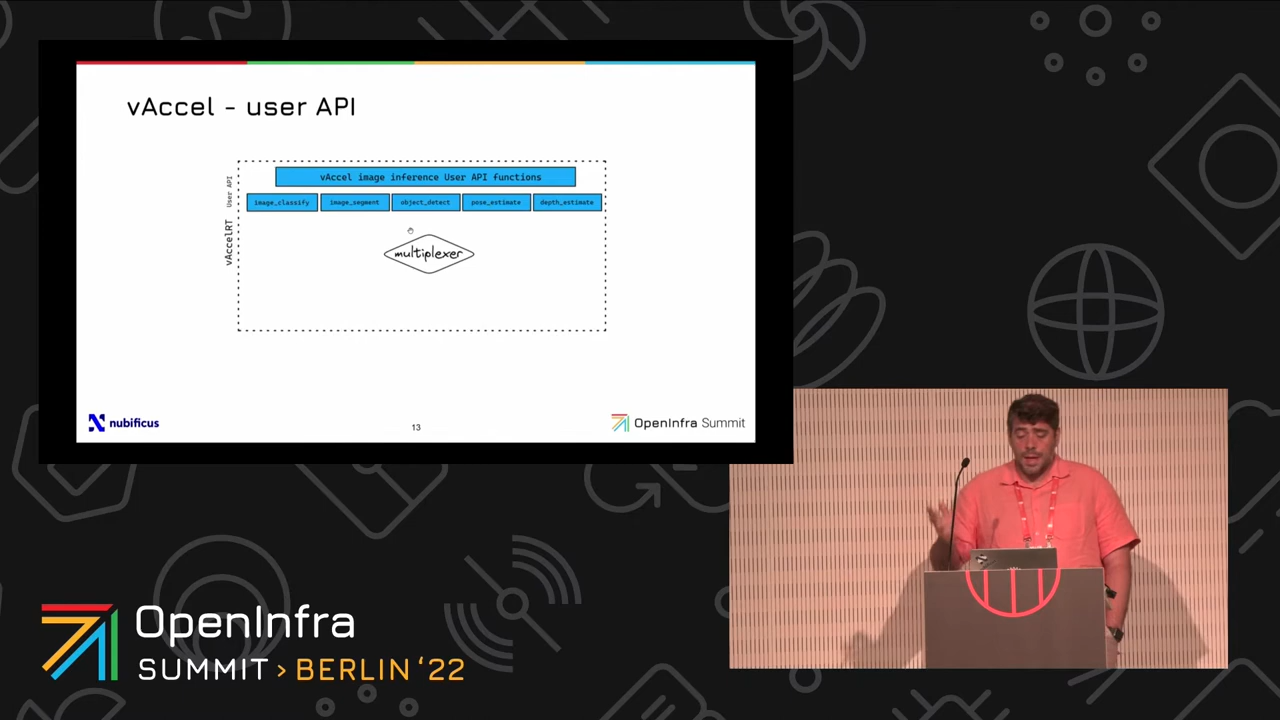 vAccel - user API
vAccel image inference User API functions
User API
image_classify image_segment object_detect pose_estimate depth_estimate
vAccelRT
multiplexer
nubificus
13
OpenInfra Summit
OpenInfra
SUMMIT > BERLIN ‘22